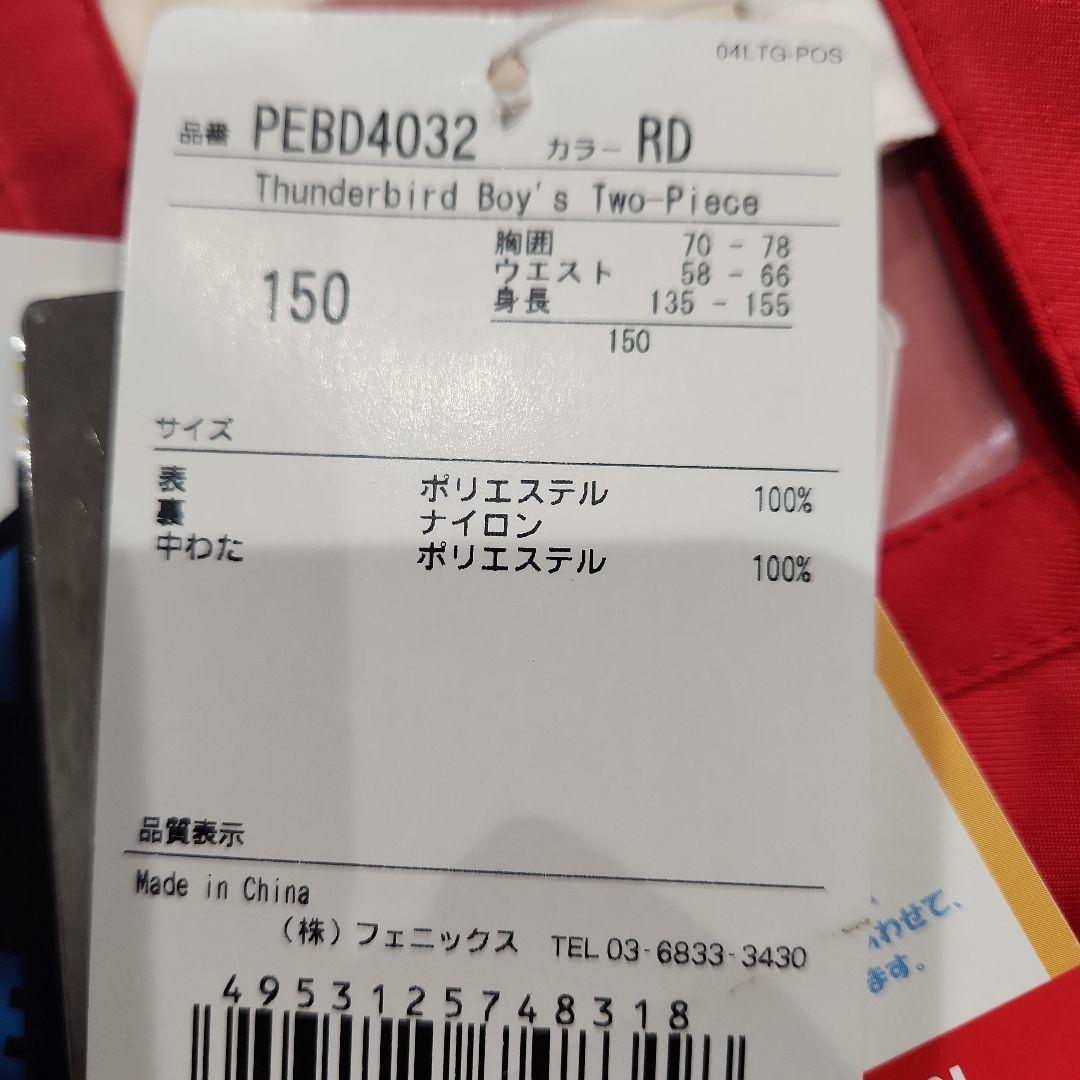 04LTG-POS
品番 PEBD4032 カラー RD
Thunderbird Boy's Two-Piece
150
胸囲 70 - 78
ウエスト 58 - 66
身長 135 - 155
150
サイズ
表 ポリエステル 100%
裏 ナイロン
中わた ポリエステル 100%
品質表示
Made in China
(株)フェニックス TEL 03-6833-3430
4953125748318
わせて、
ます。